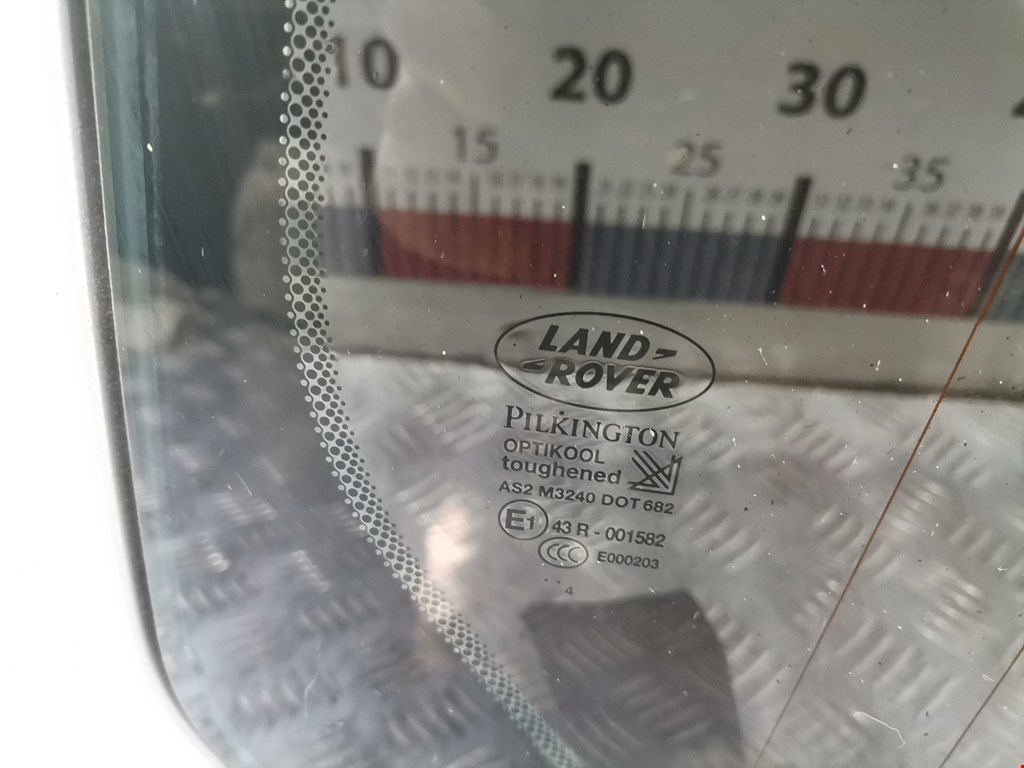 10 20 30
15 25 35
LAND
ROVER
PILKINGTON
OPTIKOOL
toughened
AS2 M3240 DOT 682
E1 43 R - 001582
CCC E000203
4